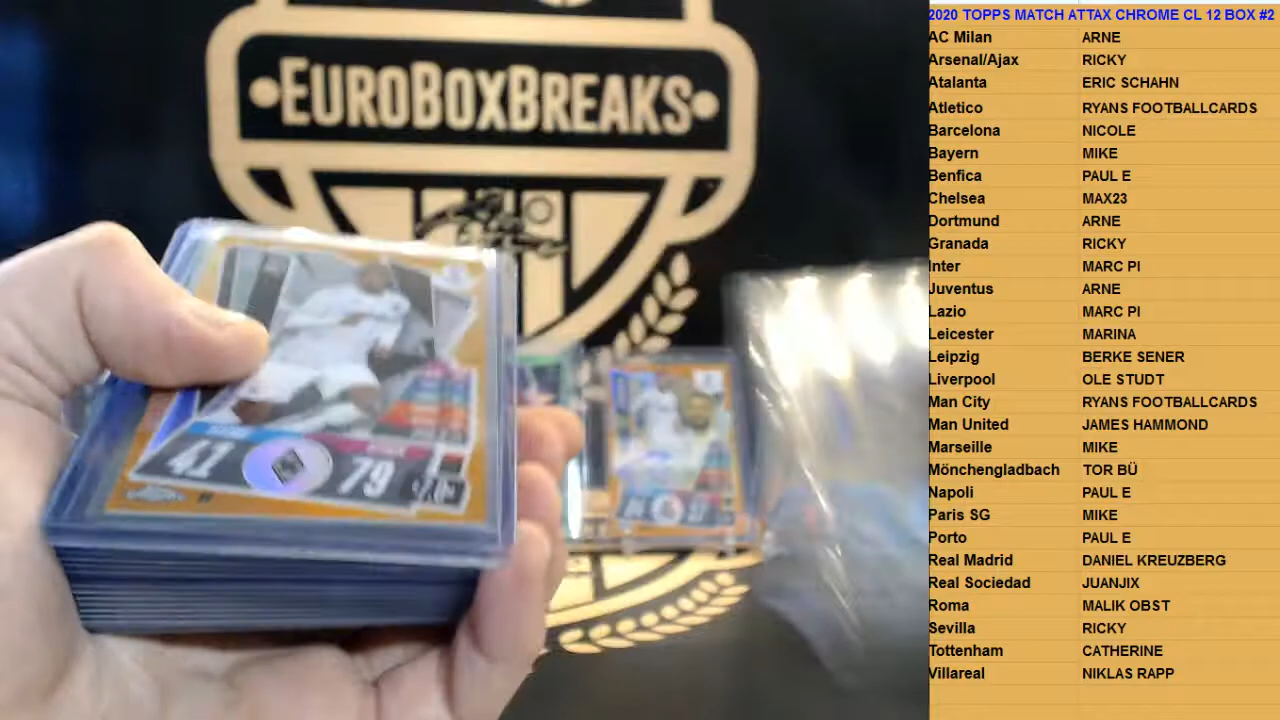 2020 TOPPS MATCH ATTAX CHROME CL 12 BOX #2
AC Milan ARNE
Arsenal/Ajax RICKY
Atalanta ERIC SCHAHN
Atletico RYANS FOOTBALLCARDS
Barcelona NICOLE
Bayern MIKE
Benfica PAUL E
Chelsea MAX23
Dortmund ARNE
Granada RICKY
Inter MARC PI
Juventus ARNE
Lazio MARC PI
Leicester MARINA
Leipzig BERKE SENER
Liverpool OLE STUDT
Man City RYANS FOOTBALLCARDS
Man United JAMES HAMMOND
Marseille MIKE
Mönchengladbach TOR BÜ
Napoli PAUL E
Paris SG MIKE
Porto PAUL E
Real Madrid DANIEL KREUZBERG
Real Sociedad JUANJIX
Roma MALIK OBST
Sevilla RICKY
Tottenham CATHERINE
Villareal NIKLAS RAPP
EUROBOXBREAKS
41 79